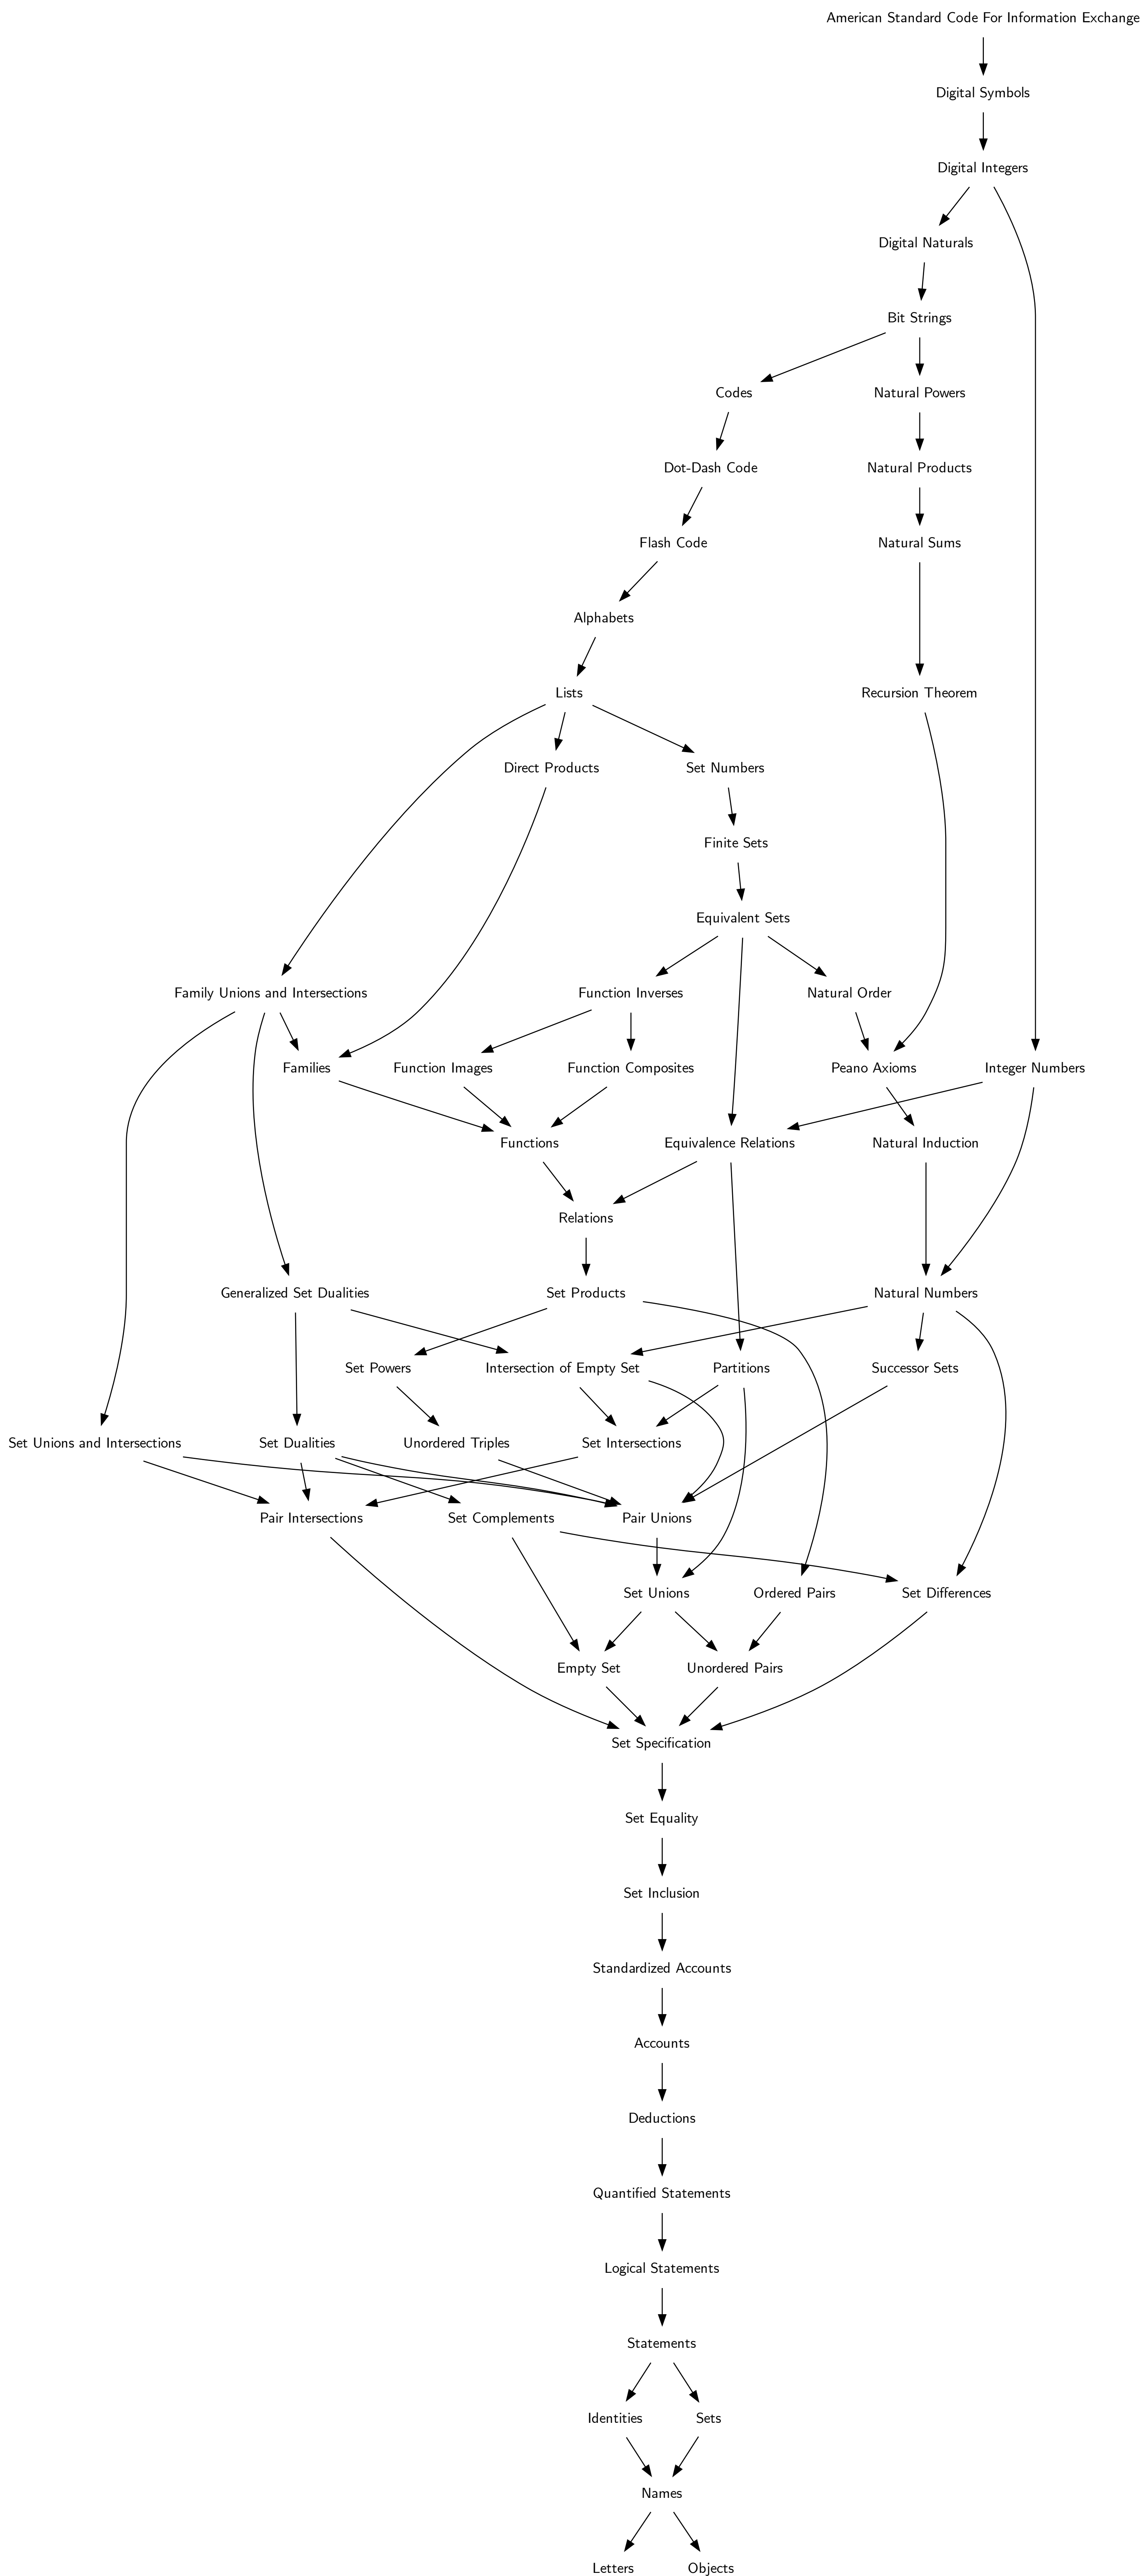 American Standard Code For Information Exchange
Digital Symbols
Digital Integers
Digital Naturals
Bit Strings
Codes
Natural Powers
Dot-Dash Code
Natural Products
Flash Code
Natural Sums
Alphabets
Lists
Recursion Theorem
Direct Products
Set Numbers
Finite Sets
Equivalent Sets
Family Unions and Intersections
Function Inverses
Natural Order
Families
Function Images
Function Composites
Peano Axioms
Integer Numbers
Functions
Equivalence Relations
Natural Induction
Relations
Generalized Set Dualities
Set Products
Natural Numbers
Set Powers
Intersection of Empty Set
Partitions
Successor Sets
Set Unions and Intersections
Set Dualities
Unordered Triples
Set Intersections
Pair Intersections
Set Complements
Pair Unions
Set Unions
Ordered Pairs
Set Differences
Empty Set
Unordered Pairs
Set Specification
Set Equality
Set Inclusion
Standardized Accounts
Accounts
Deductions
Quantified Statements
Logical Statements
Statements
Identities
Sets
Names
Letters
Objects